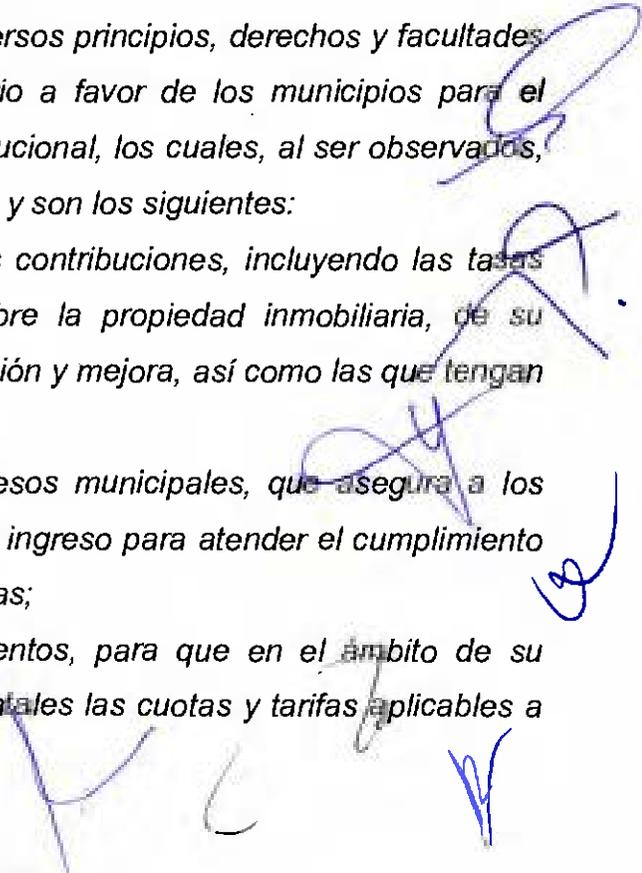 ersos principios, derechos y facultades
io a favor de los municipios para el
ucional, los cuales, al ser observados,
y son los siguientes:
contribuciones, incluyendo las tasas
bre la propiedad inmobiliaria, de su
ión y mejora, así como las que tengan
esos municipales, que asegura a los
ingreso para atender el cumplimiento
as;
entos, para que en el ámbito de su
tales las cuotas y tarifas aplicables a